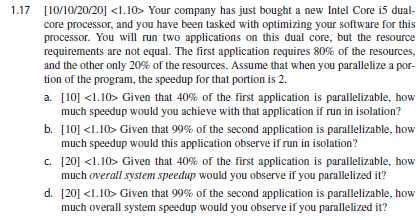 1.17 [10/10/20/20] <1.10> Your company has just bought a new Intel Core i5 dual-
core processor, and you have been tasked with optimizing your software for this
processor. You will run two applications on this dual core, but the resource
requirements are not equal. The first application requires 80% of the resources,
and the other only 20% of the resources. Assume that when you parallelize a por-
tion of the program, the speedup for that portion is 2.
a. [10] <1.10> Given that 40% of the first application is parallelizable, how
much speedup would you achieve with that application if run in isolation?
b. [10] <1.10> Given that 99% of the second application is parallelizable, how
much speedup would this application observe if run in isolation?
c. [20] <1.10> Given that 40% of the first application is parallelizable, how
much overall system speedup would you observe if you parallelized it?
d. [20] <1.10> Given that 99% of the second application is parallelizable, how
much overall system speedup would you observe if you parallelized it?